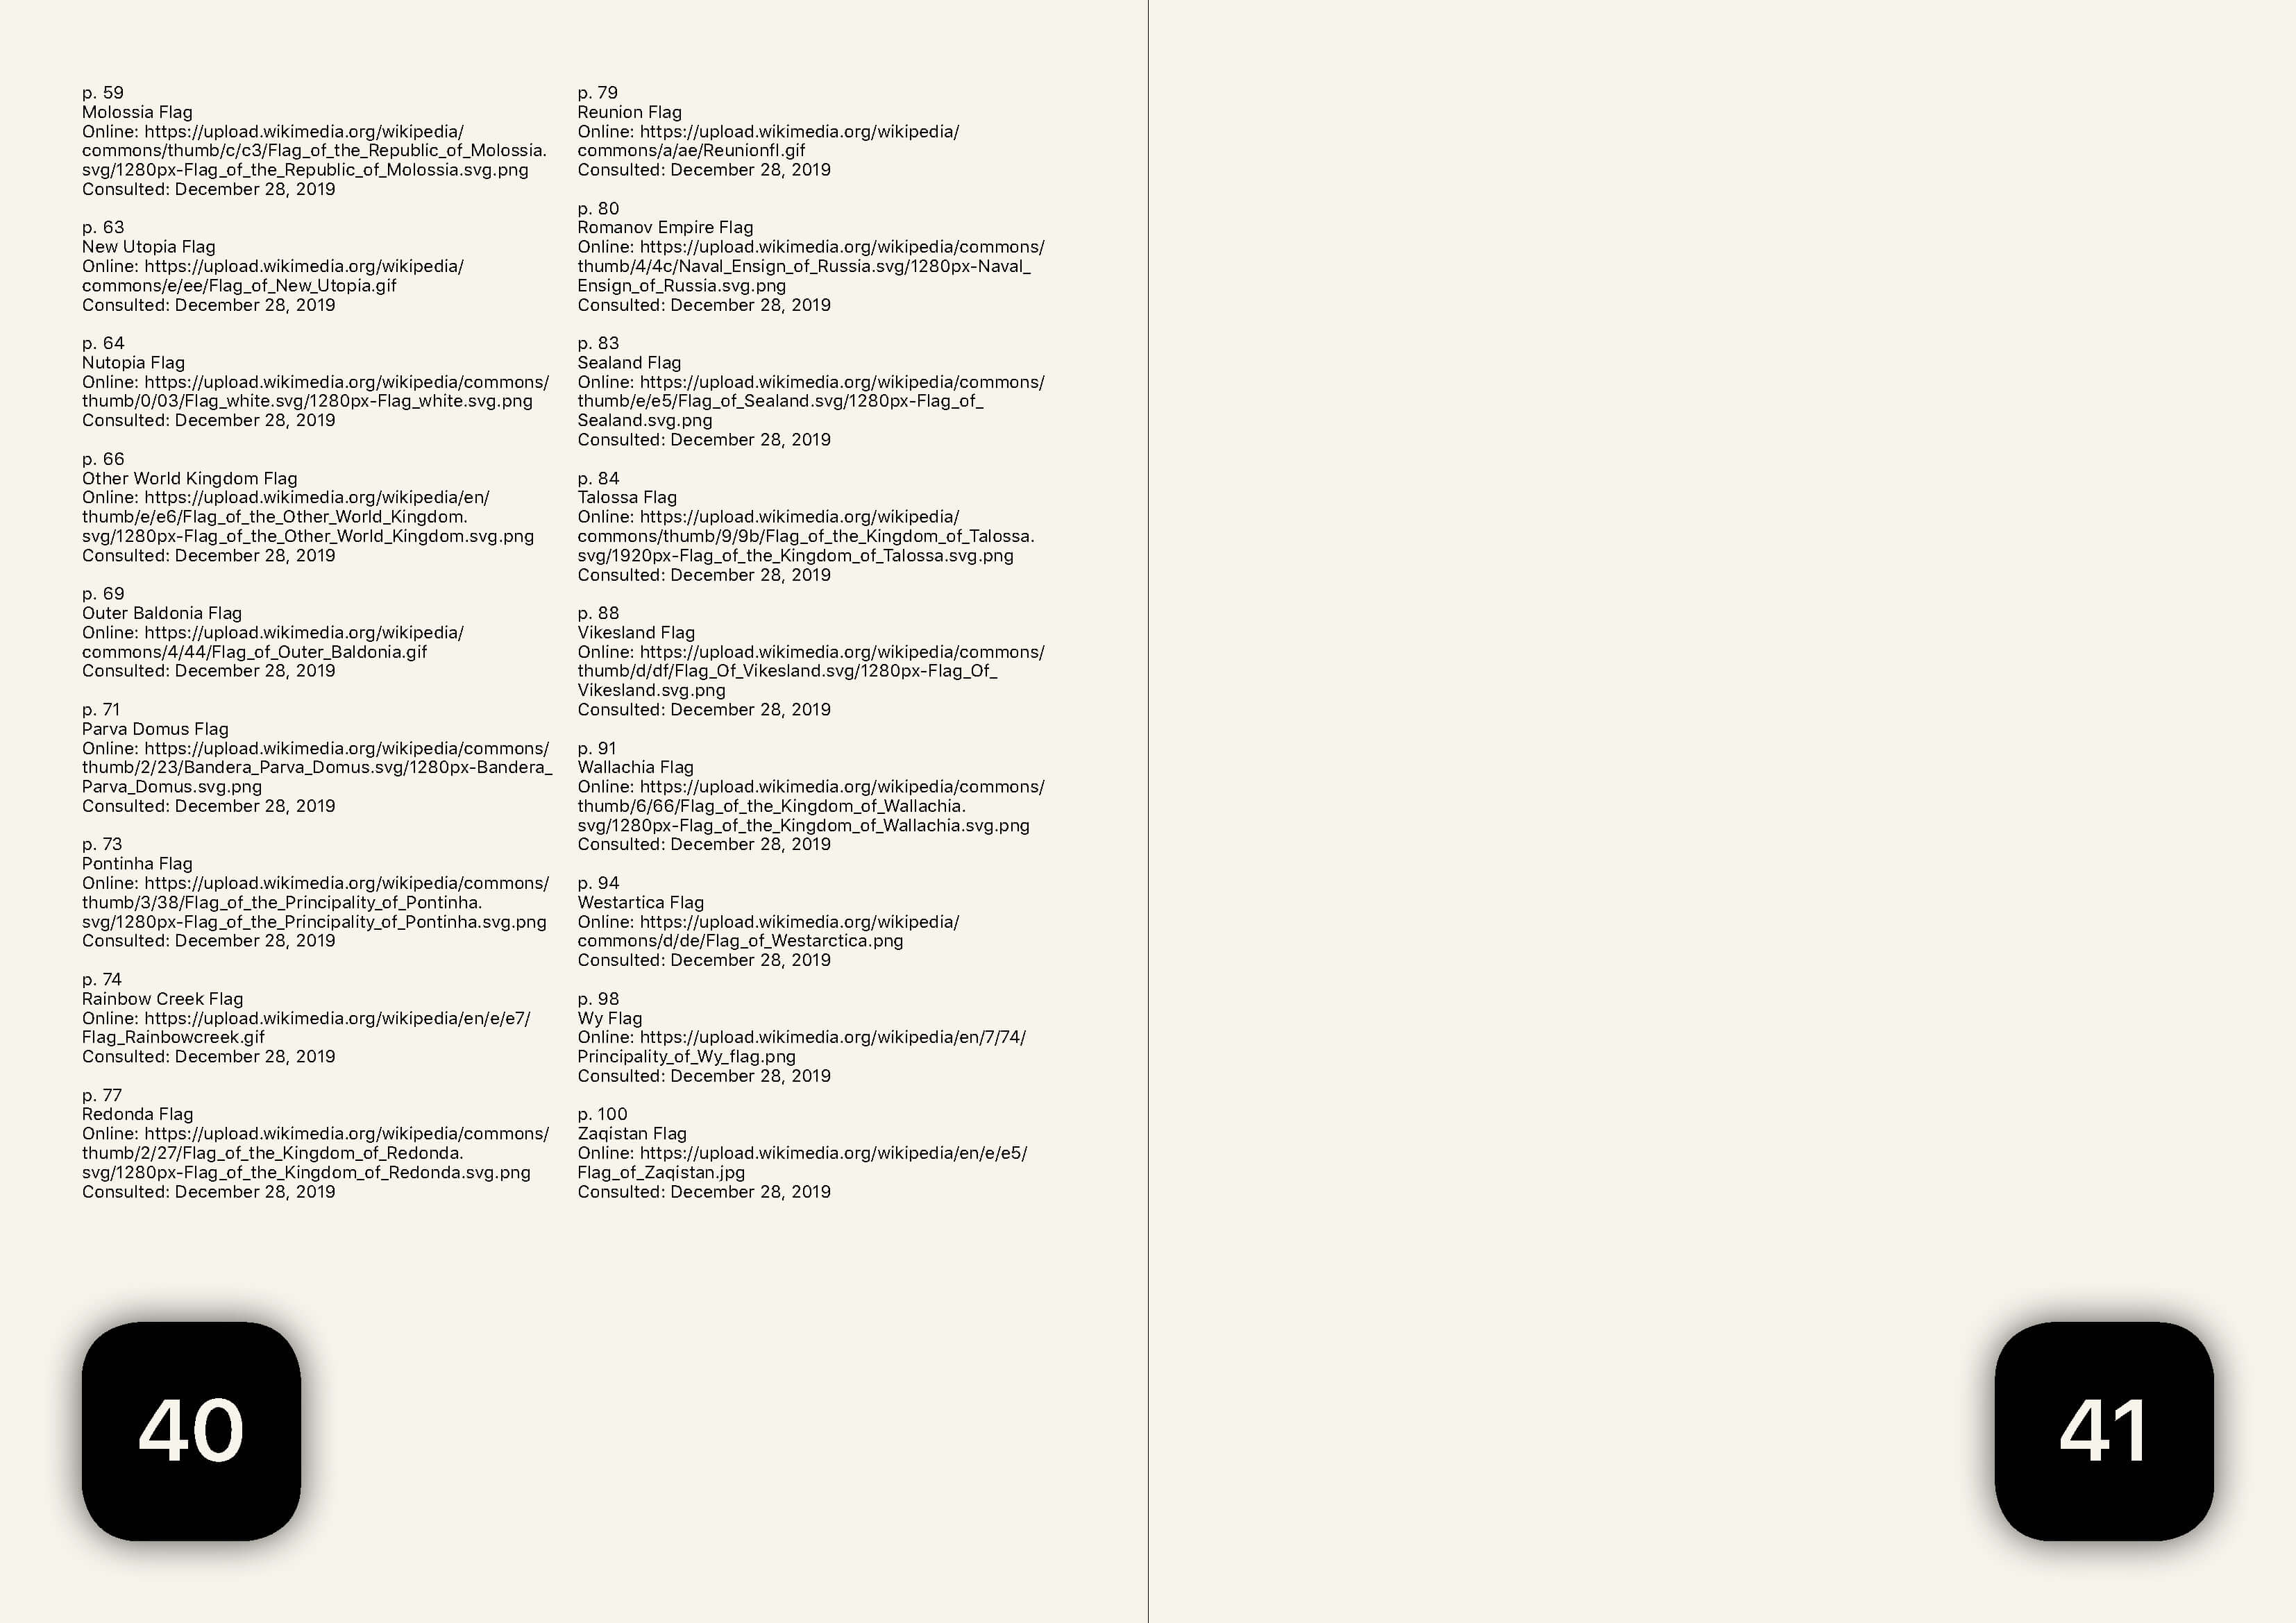 p. 59
Molossia Flag
Online: https://upload.wikimedia.org/wikipedia/
commons/thumb/c/c3/Flag_of_the_Republic_of_Molossia.
svg/1280px-Flag_of_the_Republic_of_Molossia.svg.png
Consulted: December 28, 2019
p. 63
New Utopia Flag
Online: https://upload.wikimedia.org/wikipedia/
commons/e/ee/Flag_of_New_Utopia.gif
Consulted: December 28, 2019
p. 64
Nutopia Flag
Online: https://upload.wikimedia.org/wikipedia/commons/
thumb/0/03/Flag_white.svg/1280px-Flag_white.svg.png
Consulted: December 28, 2019
p. 66
Other World Kingdom Flag
Online: https://upload.wikimedia.org/wikipedia/en/
thumb/e/e6/Flag_of_the_Other_World_Kingdom.
svg/1280px-Flag_of_the_Other_World_Kingdom.svg.png
Consulted: December 28, 2019
p. 69
Outer Baldonia Flag
Online: https://upload.wikimedia.org/wikipedia/
commons/4/44/Flag_of_Outer_Baldonia.gif
Consulted: December 28, 2019
p. 71
Parva Domus Flag
Online: https://upload.wikimedia.org/wikipedia/commons/
thumb/2/23/Bandera_Parva_Domus.svg/1280px-Bandera_
Parva_Domus.svg.png
Consulted: December 28, 2019
p. 73
Pontinha Flag
Online: https://upload.wikimedia.org/wikipedia/commons/
thumb/3/38/Flag_of_the_Principality_of_Pontinha.
svg/1280px-Flag_of_the_Principality_of_Pontinha.svg.png
Consulted: December 28, 2019
p. 74
Rainbow Creek Flag
Online: https://upload.wikimedia.org/wikipedia/en/e/e7/
Flag_Rainbowcreek.gif
Consulted: December 28, 2019
p. 77
Redonda Flag
Online: https://upload.wikimedia.org/wikipedia/commons/
thumb/2/27/Flag_of_the_Kingdom_of_Redonda.
svg/1280px-Flag_of_the_Kingdom_of_Redonda.svg.png
Consulted: December 28, 2019
p. 79
Reunion Flag
Online: https://upload.wikimedia.org/wikipedia/
commons/a/ae/Reunionfl.gif
Consulted: December 28, 2019
p. 80
Romanov Empire Flag
Online: https://upload.wikimedia.org/wikipedia/commons/
thumb/4/4c/Naval_Ensign_of_Russia.svg/1280px-Naval_
Ensign_of_Russia.svg.png
Consulted: December 28, 2019
p. 83
Sealand Flag
Online: https://upload.wikimedia.org/wikipedia/commons/
thumb/e/e5/Flag_of_Sealand.svg/1280px-Flag_of_
Sealand.svg.png
Consulted: December 28, 2019
p. 84
Talossa Flag
Online: https://upload.wikimedia.org/wikipedia/
commons/thumb/9/9b/Flag_of_the_Kingdom_of_Talossa.
svg/1920px-Flag_of_the_Kingdom_of_Talossa.svg.png
Consulted: December 28, 2019
p. 88
Vikesland Flag
Online: https://upload.wikimedia.org/wikipedia/commons/
thumb/d/df/Flag_Of_Vikesland.svg/1280px-Flag_Of_
Vikesland.svg.png
Consulted: December 28, 2019
p. 91
Wallachia Flag
Online: https://upload.wikimedia.org/wikipedia/commons/
thumb/6/66/Flag_of_the_Kingdom_of_Wallachia.
svg/1280px-Flag_of_the_Kingdom_of_Wallachia.svg.png
Consulted: December 28, 2019
p. 94
Westartica Flag
Online: https://upload.wikimedia.org/wikipedia/
commons/d/de/Flag_of_Westarctica.png
Consulted: December 28, 2019
p. 98
Wy Flag
Online: https://upload.wikimedia.org/wikipedia/en/7/74/
Principality_of_Wy_flag.png
Consulted: December 28, 2019
p. 100
Zaqistan Flag
Online: https://upload.wikimedia.org/wikipedia/en/e/e5/
Flag_of_Zaqistan.jpg
Consulted: December 28, 2019
40
41